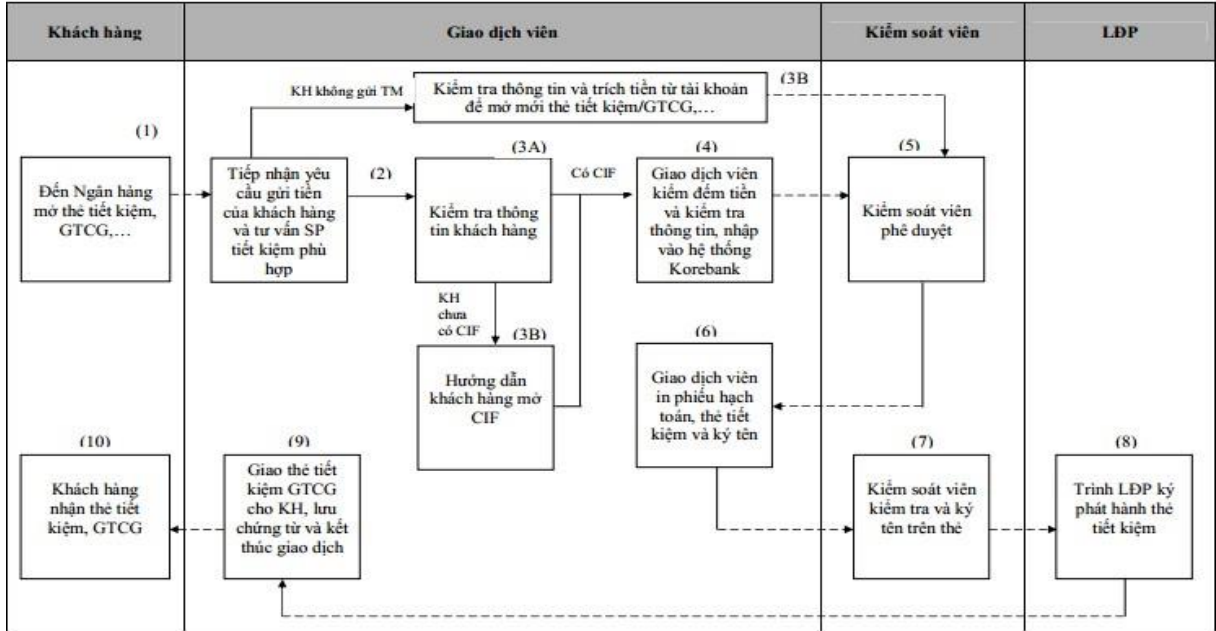 Khách hàng
Giao dịch viên
Kiểm soát viên
LĐP
KH không gửi TM
Kiểm tra thông tin và trích tiền từ tài khoản
để mở mới thẻ tiết kiệm/GTCG,…
(3B
(1)
Đến Ngân hàng
mở thẻ tiết kiệm,
GTCG,…
Tiếp nhận yêu
cầu gửi tiền
của khách hàng
và tư vấn SP
tiết kiệm phù
hợp
(2)
(3A)
Kiểm tra thông
tin khách hàng
Có CIF
(4)
Giao dịch viên
kiểm đếm tiền
và kiểm tra
thông tin, nhập
vào hệ thống
Korebank
(5)
Kiểm soát viên
phê duyệt
KH
chưa
có CIF
(3B)
Hướng dẫn
khách hàng mở
CIF
(6)
Giao dịch viên
in phiếu hạch
toán, thẻ tiết
kiệm và ký tên
(7)
Kiểm soát viên
kiểm tra và ký
tên trên thẻ
(8)
Trình LĐP ký
phát hành thẻ
tiết kiệm
(9)
Giao thẻ tiết
kiệm GTCG
cho KH, lưu
chứng từ và kết
thúc giao dịch
(10)
Khách hàng
nhận thẻ tiết
kiệm, GTCG